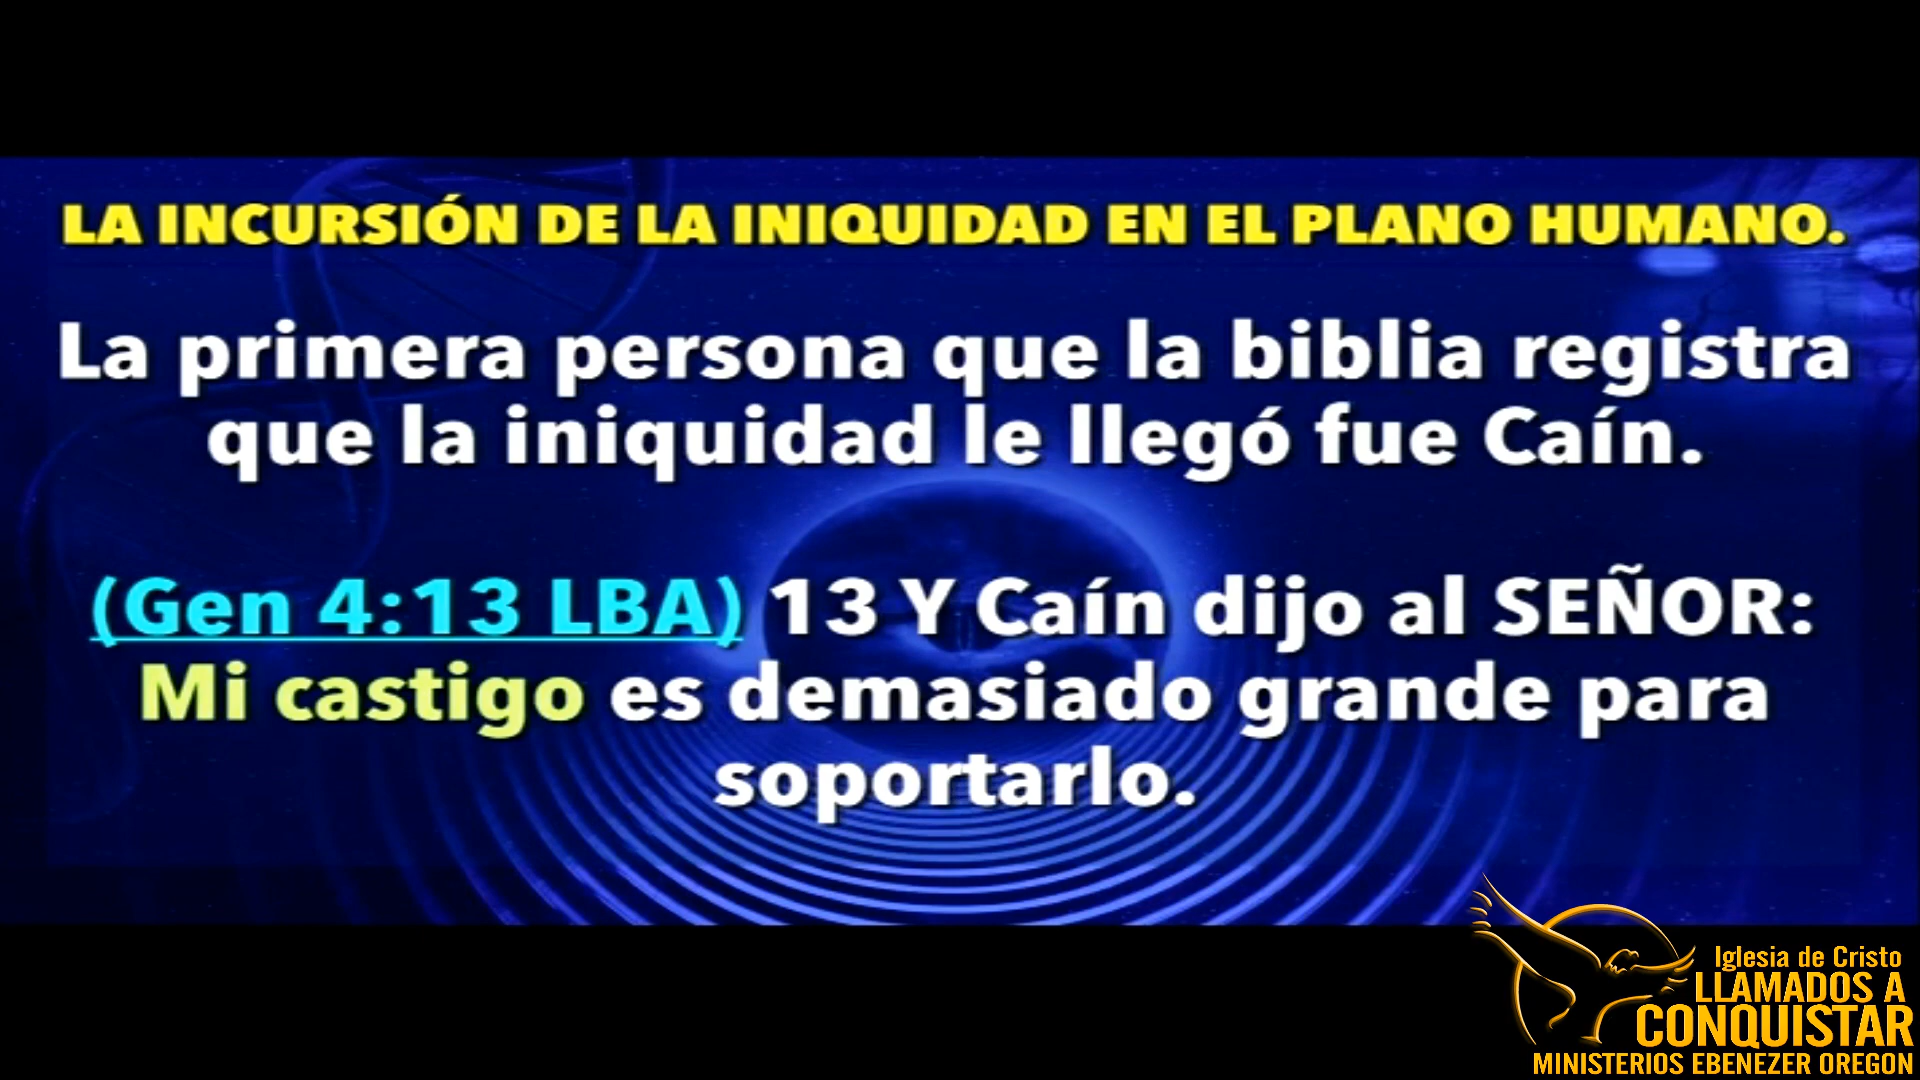 LA INCURSIÓN DE LA INIQUIDAD EN EL PLANO HUMANO.
La primera persona que la biblia registra
que la iniquidad le llegó fue Caín.
(Gen 4:13 LBA) 13 Y Caín dijo al SEÑOR:
Mi castigo es demasiado grande para
soportarlo.
Iglesia de Cristo
LLAMADOS A
CONQUISTAR
MINISTERIOS EBENEZER OREGON